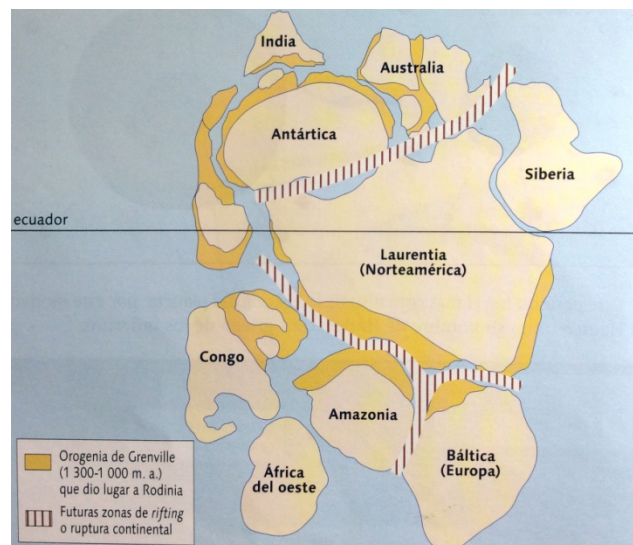 India
Australia
Antártica
Siberia
ecuador
Laurentia
(Norteamérica)
Congo
Amazonia
Báltica
(Europa)
África
del oeste
Orogenia de Grenville
(1 300-1 000 m. a.)
que dio lugar a Rodinia
Futuras zonas de rifting
o ruptura continental